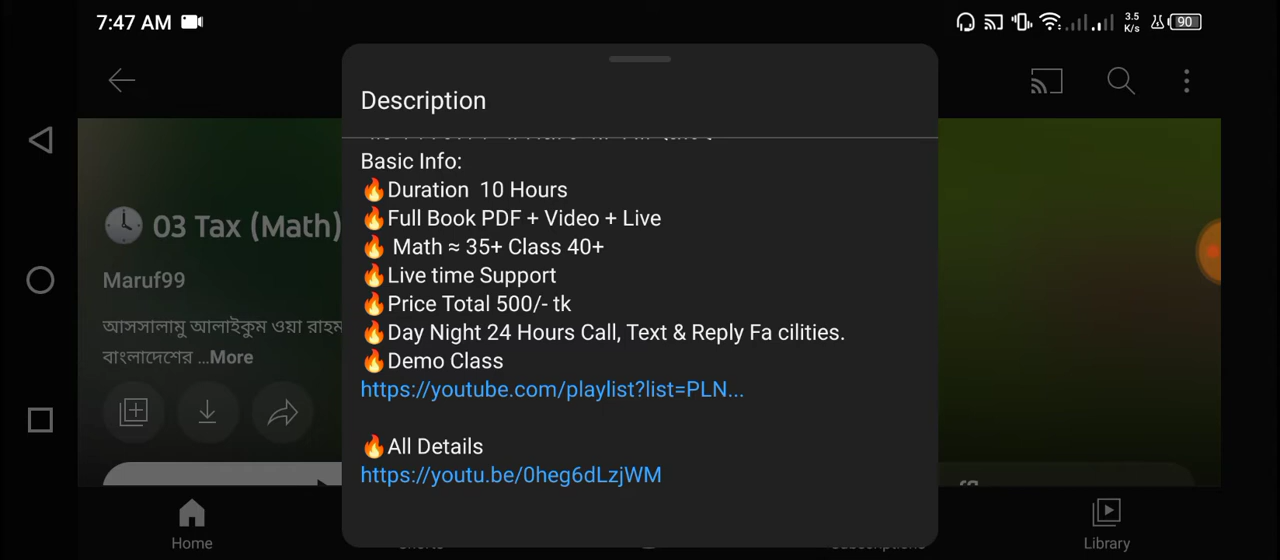 7:47 AM
3.5 K/s
90
Description
Basic Info:
🔥Duration 10 Hours
🔥Full Book PDF + Video + Live
🔥 Math ≈ 35+ Class 40+
🔥Live time Support
🔥Price Total 500/- tk
🔥Day Night 24 Hours Call, Text & Reply Fa cilities.
🔥Demo Class
https://youtube.com/playlist?list=PLN...
🔥All Details
https://youtu.be/0heg6dLzjWM
03 Tax (Math)
Maruf99
আসসালামু আলাইকুম ওয়া রাহম
বাংলাদেশের ...More
Home
Subscriptions
Library